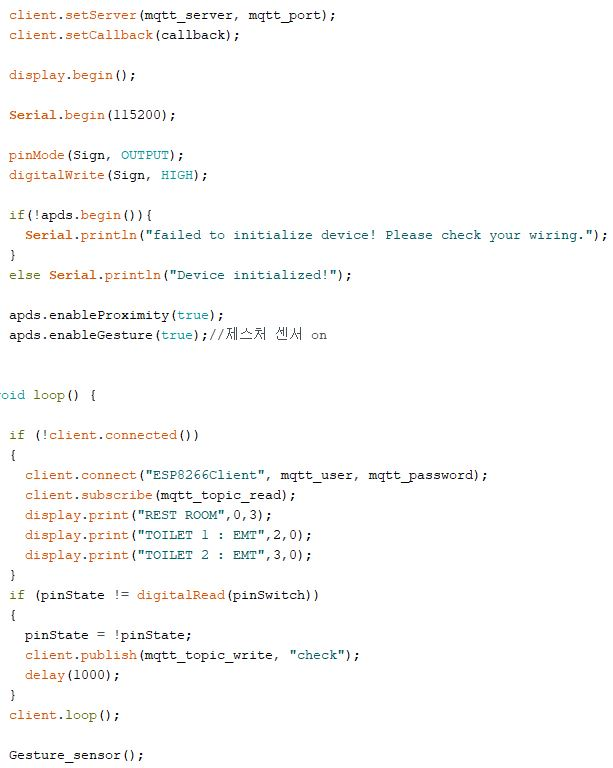 client.setServer(mqtt_server, mqtt_port);
client.setCallback(callback);
display.begin();
Serial.begin(115200);
pinMode(Sign, OUTPUT);
digitalWrite(Sign, HIGH);
if(!apds.begin()){
Serial.println("failed to initialize device! Please check your wiring.");
}
else Serial.println("Device initialized!");
apds.enableProximity(true);
apds.enableGesture(true);//제스처 센서 on
oid loop() {
if (!client.connected())
{
client.connect("ESP8266Client", mqtt_user, mqtt_password);
client.subscribe(mqtt_topic_read);
display.print("REST ROOM",0,3);
display.print("TOILET 1 : EMT",2,0);
display.print("TOILET 2 : EMT",3,0);
}
if (pinState != digitalRead(pinSwitch))
{
pinState = !pinState;
client.publish(mqtt_topic_write, "check");
delay(1000);
}
client.loop();
Gesture_sensor();